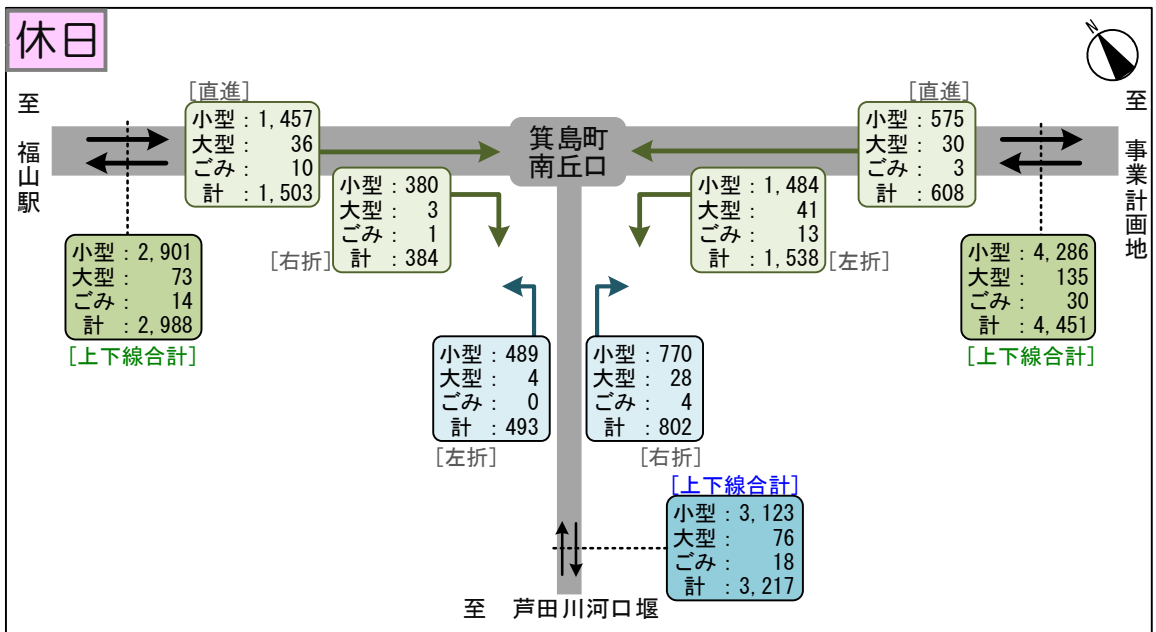 休日
N
[直進]
小型 : 1,457
大型 : 36
ごみ : 10
計 : 1,503
[直進]
小型 : 575
大型 : 30
ごみ : 3
計 : 608
至 福山駅
箕島町
南丘口
至 事業計画地
小型 : 380
大型 : 3
ごみ : 1
計 : 384
[右折]
小型 : 1,484
大型 : 41
ごみ : 13
計 : 1,538
[左折]
小型 : 2,901
大型 : 73
ごみ : 14
計 : 2,988
[上下線合計]
小型 : 4,286
大型 : 135
ごみ : 30
計 : 4,451
[上下線合計]
小型 : 489
大型 : 4
ごみ : 0
計 : 493
[左折]
小型 : 770
大型 : 28
ごみ : 4
計 : 802
[右折]
[上下線合計]
小型 : 3,123
大型 : 76
ごみ : 18
計 : 3,217
至 芦田川河口堰